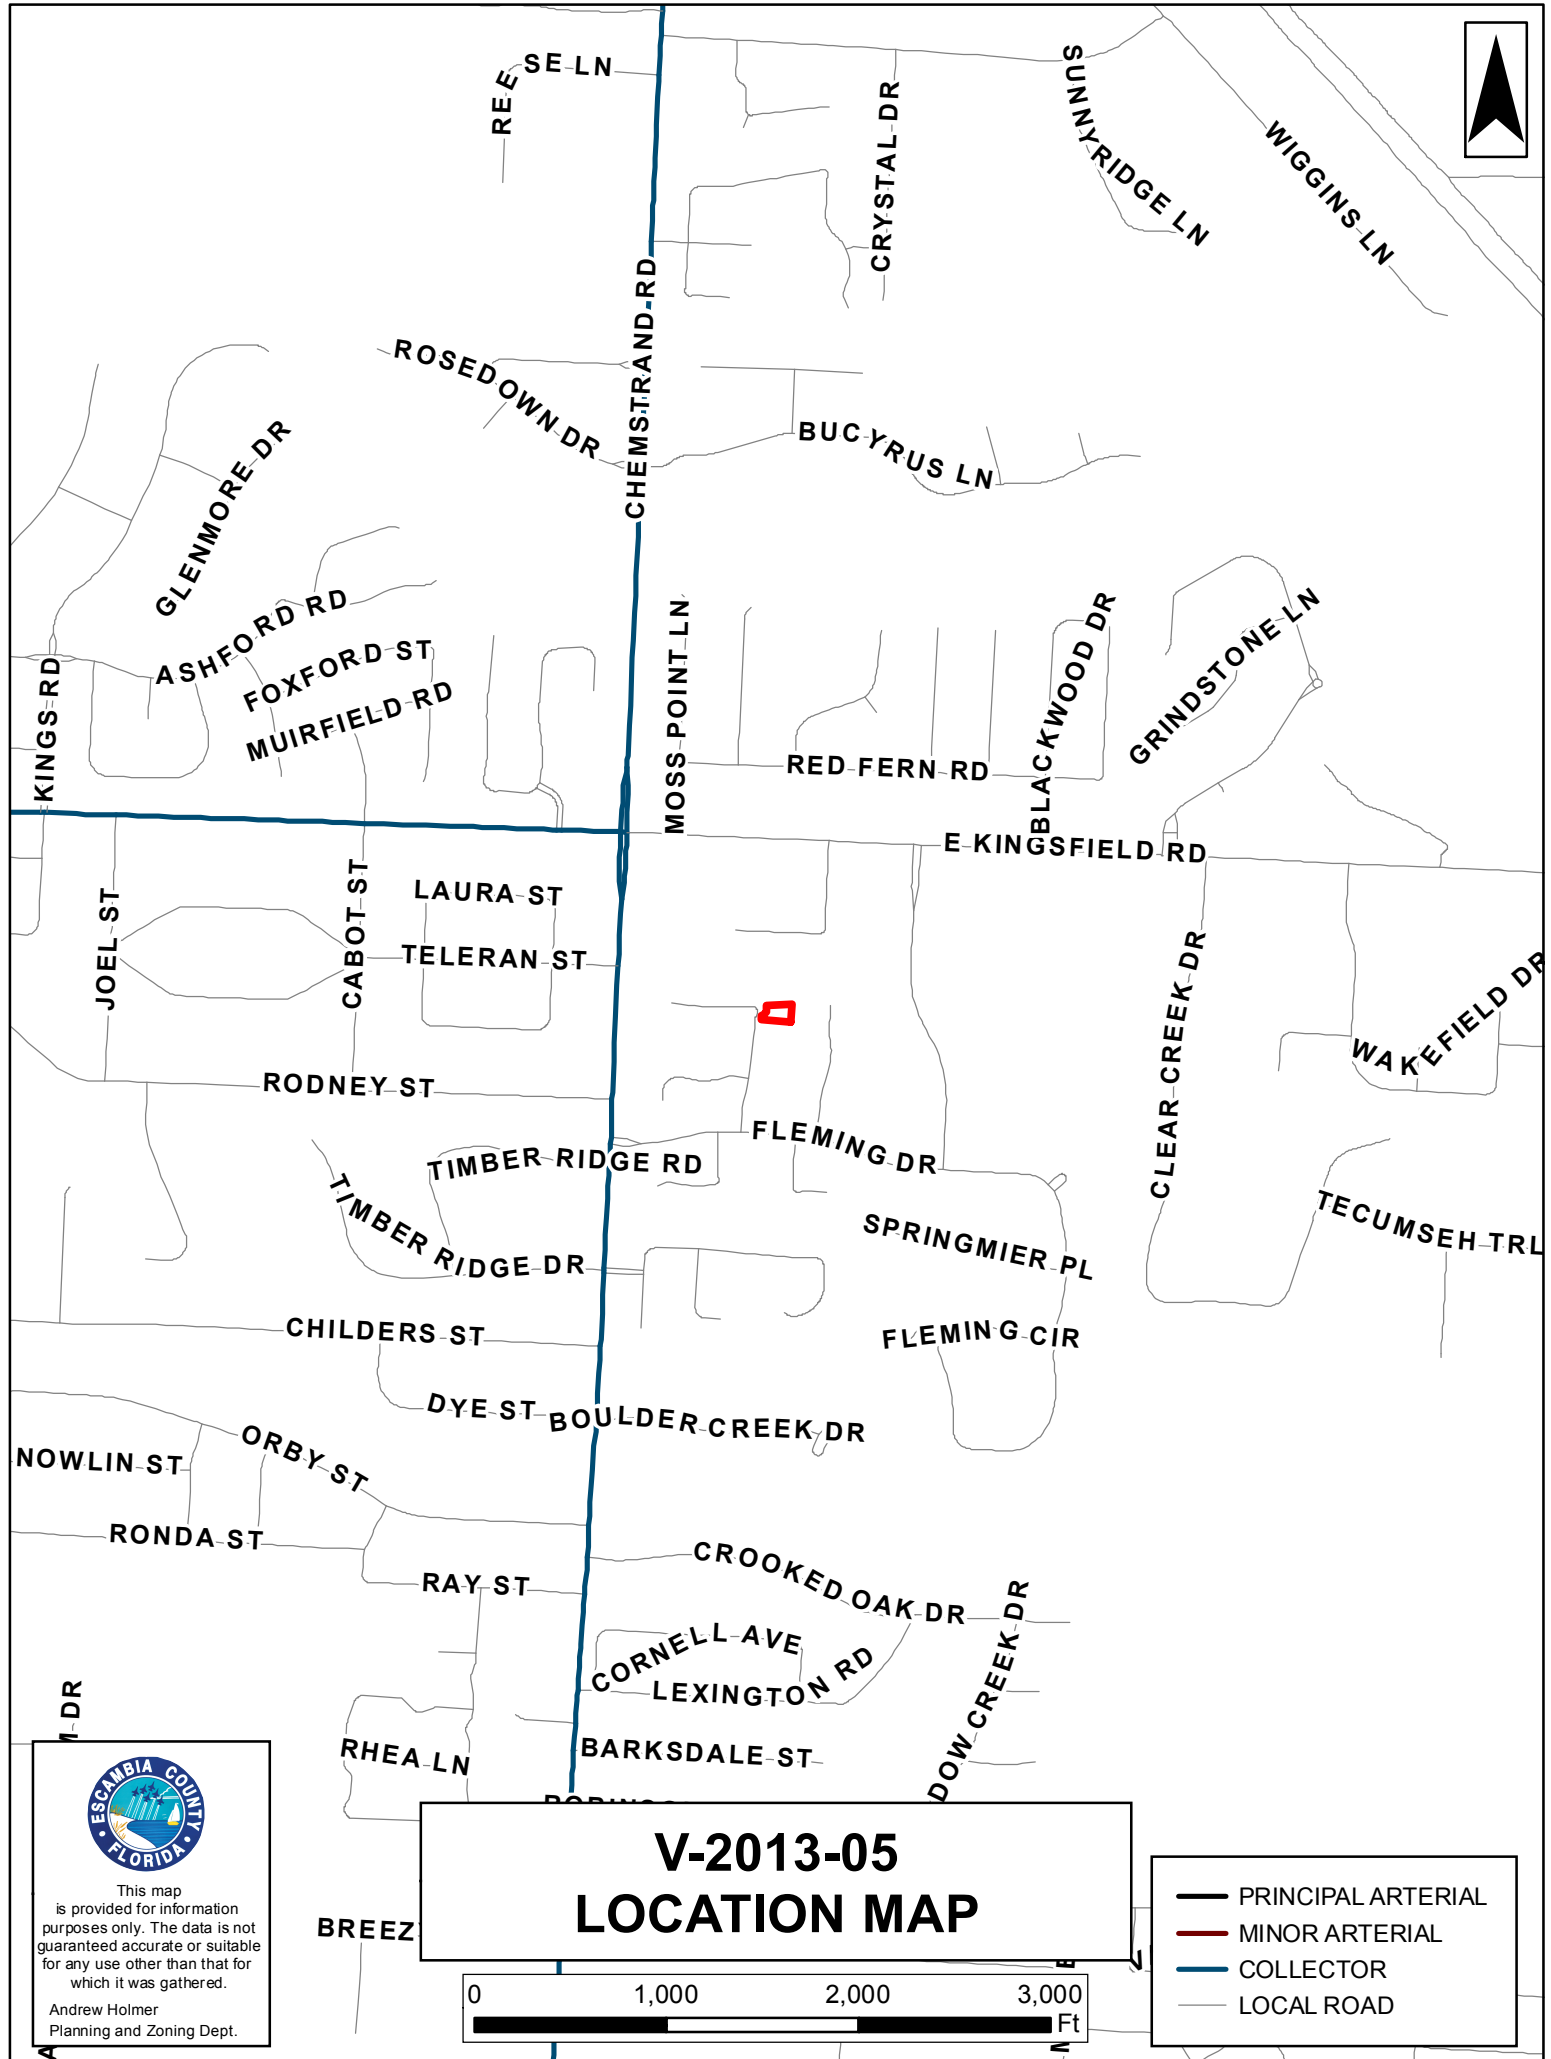 REESE LN
CRYSTAL DR
SUNNYRIDGE LN
WIGGINS LN
CHEMSTRAND RD
ROSEDOWN DR
BUCYRUS LN
GLENMORE DR
ASHFORD RD
FOXFORD ST
MUIRFIELD RD
KINGS RD
MOSS POINT LN
RED FERN RD
BLACKWOOD DR
GRINDSTONE LN
E KINGSFIELD RD
JOEL ST
CABOT ST
LAURA ST
TELERAN ST
CLEAR CREEK DR
WAKEFIELD DR
RODNEY ST
FLEMING DR
TIMBER RIDGE RD
TIMBER RIDGE DR
SPRINGMIER PL
TECUMSEH TRL
CHILDERS ST
FLEMING CIR
DYE ST
BOULDER CREEK DR
ORBY ST
NOWLIN ST
RONDA ST
CROOKED OAK DR
RAY ST
CORNELL AVE
LEXINGTON RD
DOW CREEK DR
M DR
RHEA LN
BARKSDALE ST
BREEZ
ESCAMBIA COUNTY
FLORIDA
This map
is provided for information
purposes only. The data is not
guaranteed accurate or suitable
for any use other than that for
which it was gathered.
Andrew Holmer
Planning and Zoning Dept.
V-2013-05
LOCATION MAP
0 1,000 2,000 3,000
Ft
PRINCIPAL ARTERIAL
MINOR ARTERIAL
COLLECTOR
LOCAL ROAD